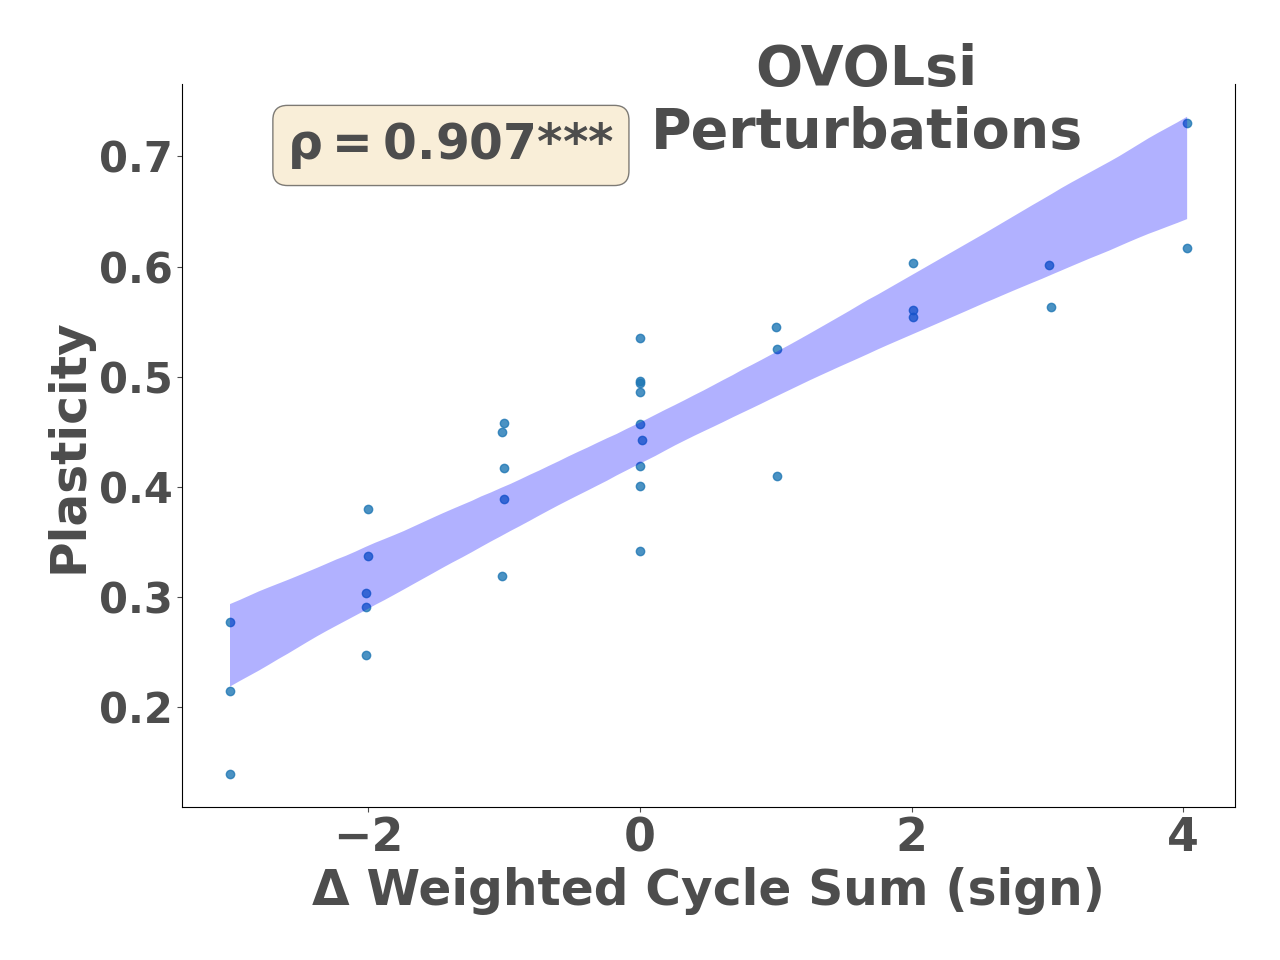 OVOLsi
Perturbations
ρ = 0.907***
Plasticity
0.7
0.6
0.5
0.4
0.3
0.2
−2 0 2 4
Δ Weighted Cycle Sum (sign)